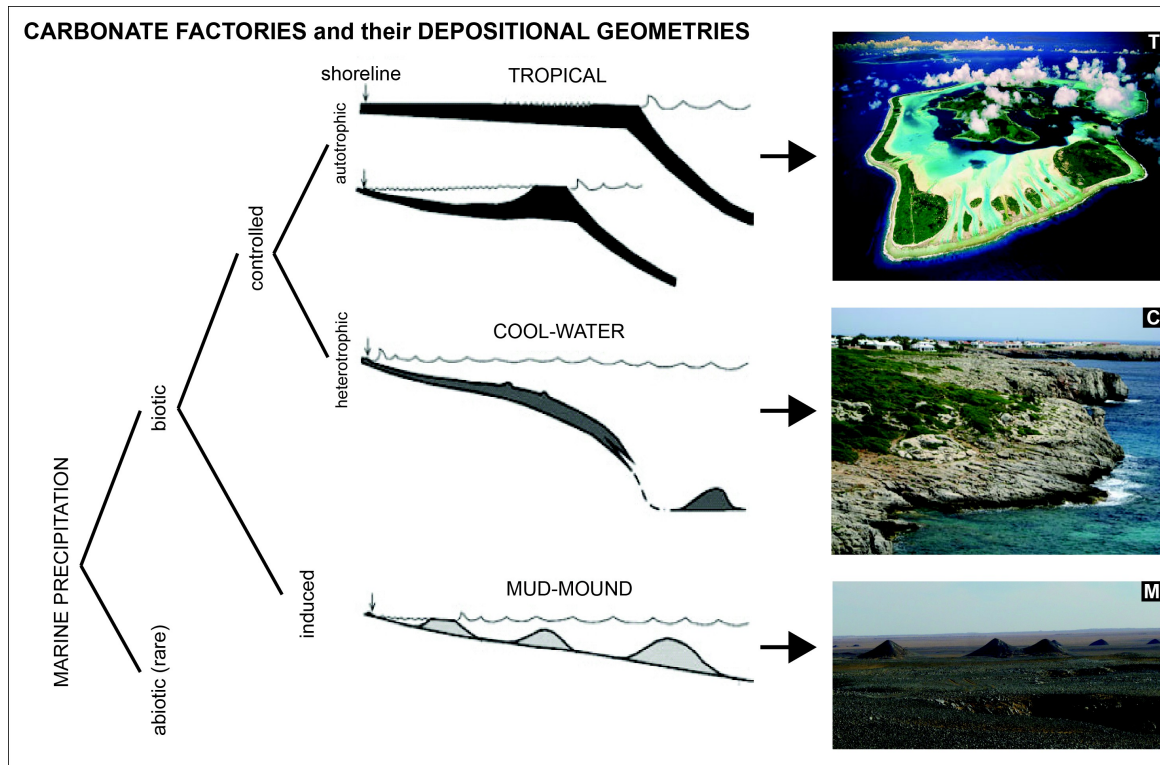 CARBONATE FACTORIES and their DEPOSITIONAL GEOMETRIES
T
shoreline
TROPICAL
autotrophic
controlled
COOL-WATER
C
heterotrophic
biotic
MARINE PRECIPITATION
abiotic (rare)
induced
MUD-MOUND
M